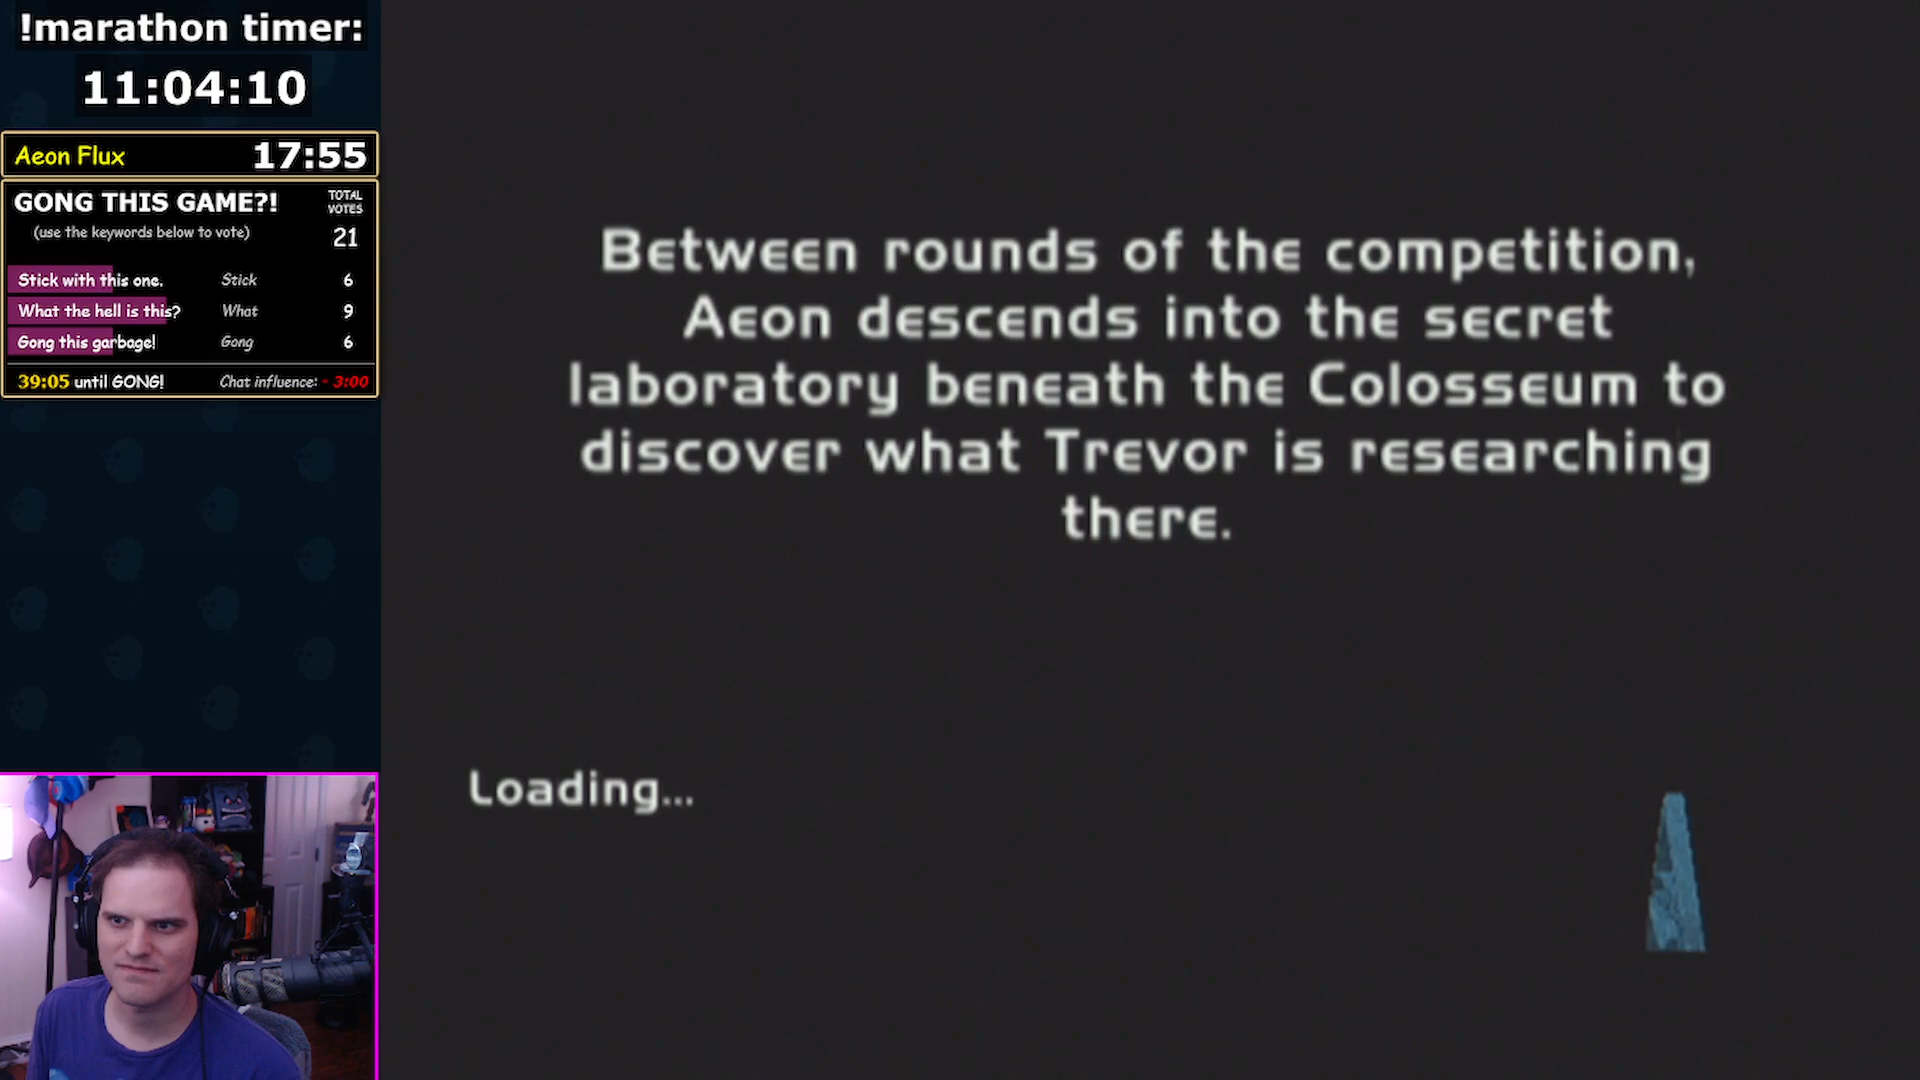 !marathon timer:
11:04:10
Aeon Flux 17:55
GONG THIS GAME?! TOTAL VOTES
(use the keywords below to vote) 21
Stick with this one. Stick 6
What the hell is this? What 9
Gong this garbage! Gong 6
39:05 until GONG! Chat influence: - 3:00
Between rounds of the competition,
Aeon descends into the secret
laboratory beneath the Colosseum to
discover what Trevor is researching
there.
Loading...